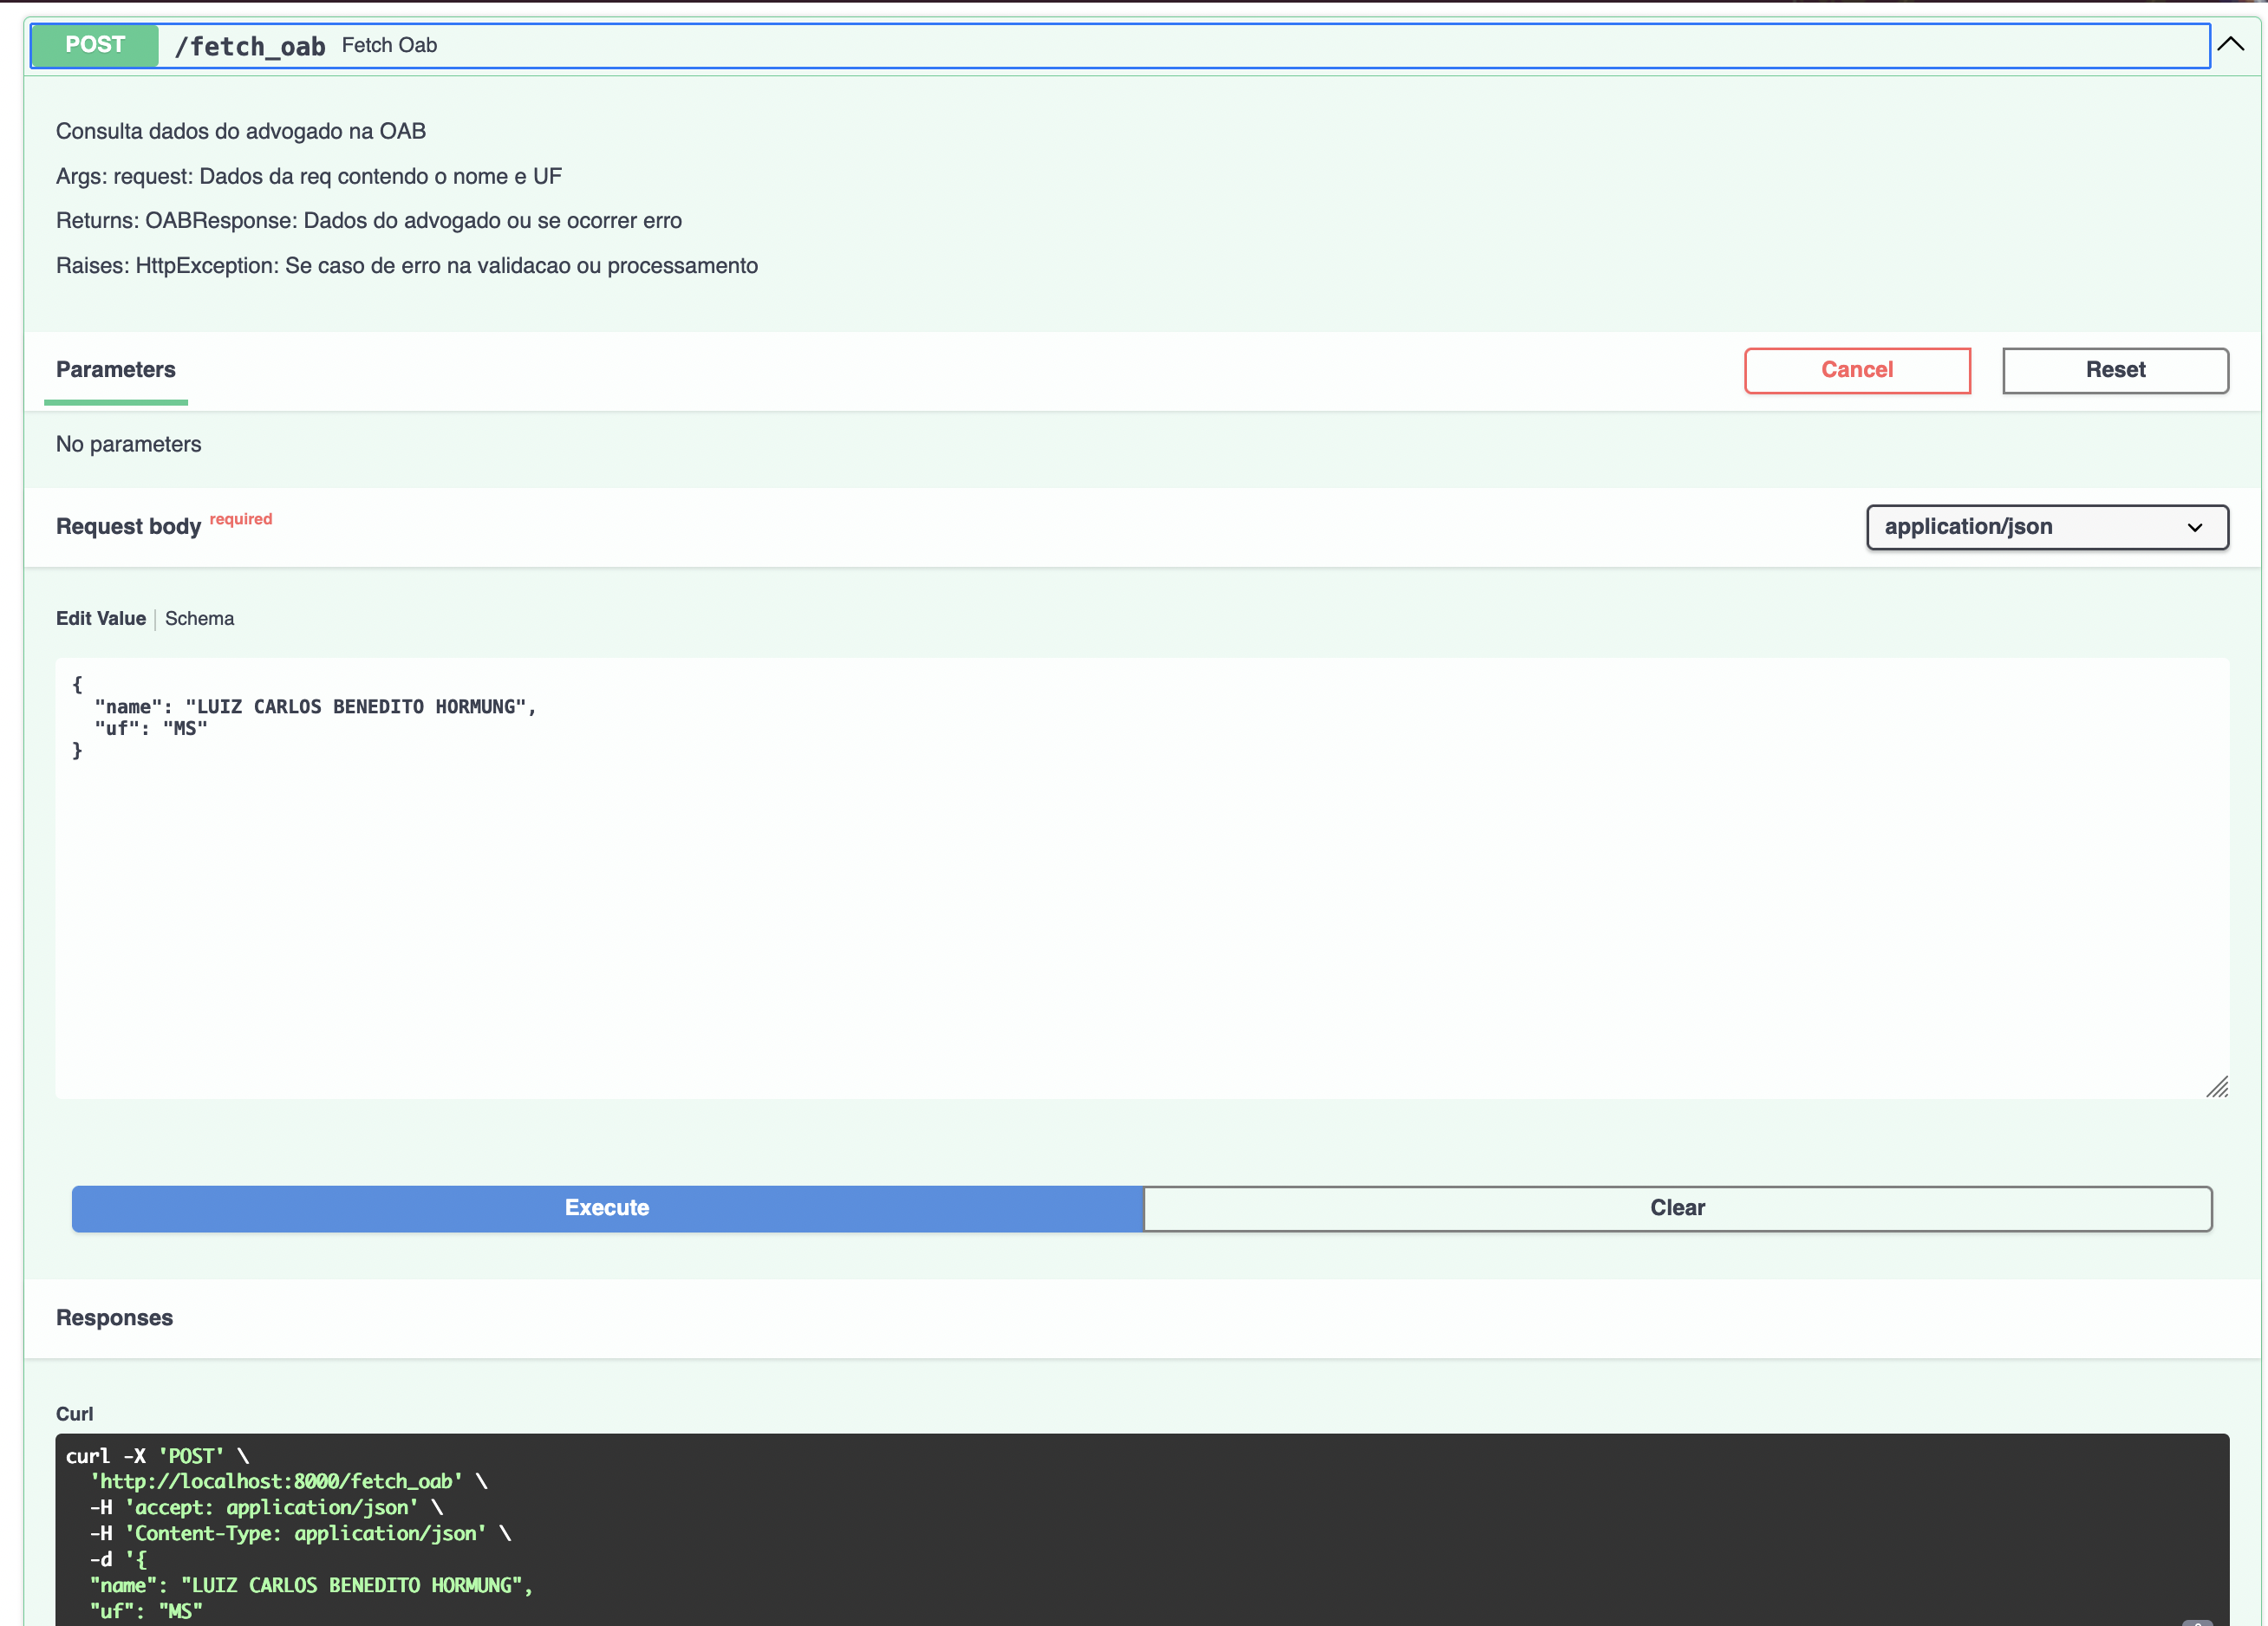 POST /fetch_oab Fetch Oab
Consulta dados do advogado na OAB
Args: request: Dados da req contendo o nome e UF
Returns: OABResponse: Dados do advogado ou se ocorrer erro
Raises: HttpException: Se caso de erro na validacao ou processamento
Parameters
Cancel
Reset
No parameters
Request body required
application/json
Edit Value | Schema
{
  "name": "LUIZ CARLOS BENEDITO HORMUNG",
  "uf": "MS"
}
Execute
Clear
Responses
Curl
curl -X 'POST' \
  'http://localhost:8000/fetch_oab' \
  -H 'accept: application/json' \
  -H 'Content-Type: application/json' \
  -d '{
  "name": "LUIZ CARLOS BENEDITO HORMUNG",
  "uf": "MS"